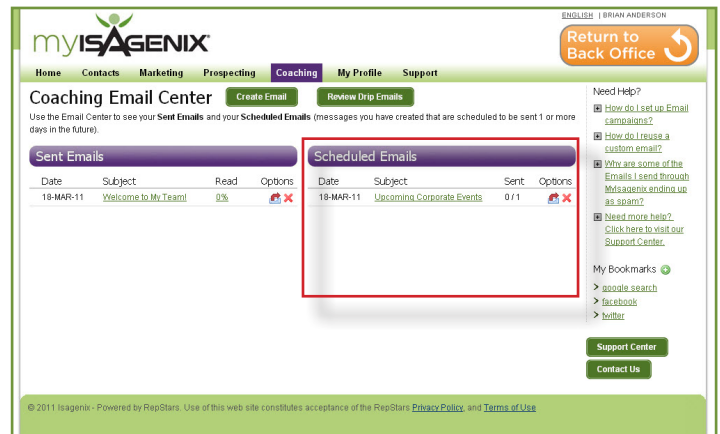 ENGLISH | BRIAN ANDERSON
myISAGENIX
Return to
Back Office
Home Contacts Marketing Prospecting Coaching My Profile Support
Coaching Email Center
Create Email Review Drip Emails
Use the Email Center to see your Sent Emails and your Scheduled Emails (messages you have created that are scheduled to be sent 1 or more
days in the future).
Sent Emails
Date Subject Read Options
18-MAR-11 Welcome to My Team! 0%
Scheduled Emails
Date Subject Sent Options
18-MAR-11 Upcoming Corporate Events 0 / 1
Need Help?
How do I set up Email
campaigns?
How do I reuse a
custom email?
Why are some of the
Emails I send through
MyIsagenix ending up
as spam?
Need more help?
Click here to visit our
Support Center.
My Bookmarks
google search
facebook
twitter
Support Center
Contact Us
© 2011 Isagenix - Powered by RepStars. Use of this web site constitutes acceptance of the RepStars Privacy Policy, and Terms of Use